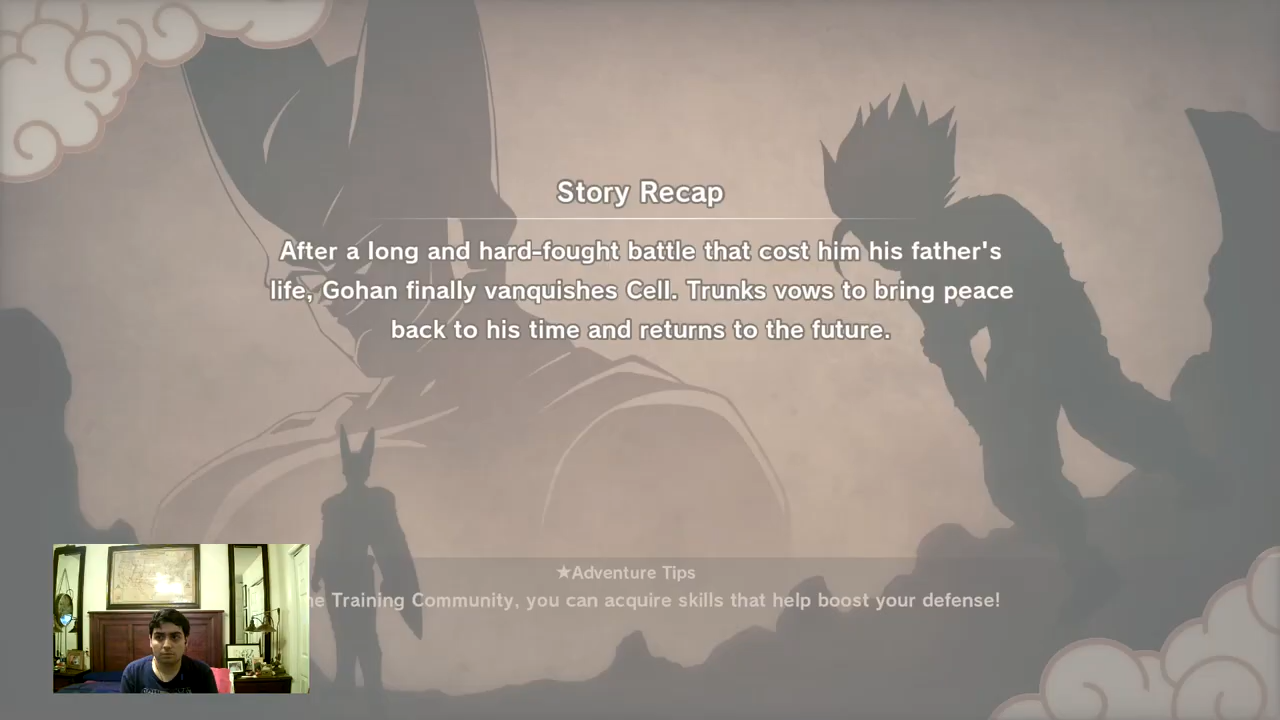 Story Recap
After a long and hard-fought battle that cost him his father's
life, Gohan finally vanquishes Cell. Trunks vows to bring peace
back to his time and returns to the future.
★Adventure Tips
Training Community, you can acquire skills that help boost your defense!